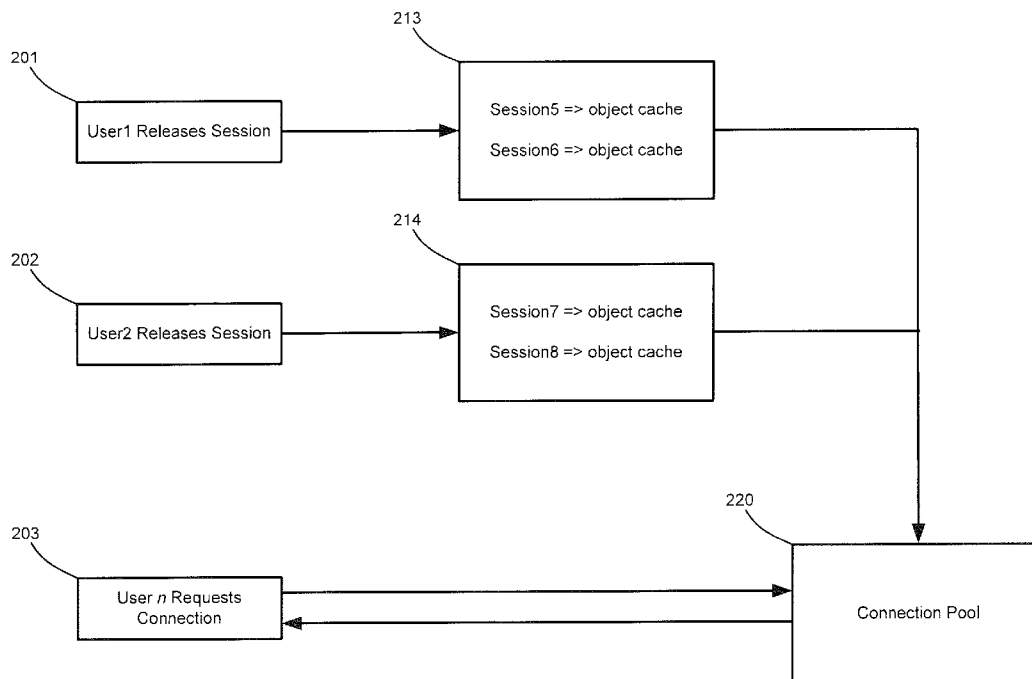 213
201
Session5 => object cache
User1 Releases Session
Session6 => object cache
214
202
Session7 => object cache
User2 Releases Session
Session8 => object cache
220
203
User n Requests
Connection
Connection Pool